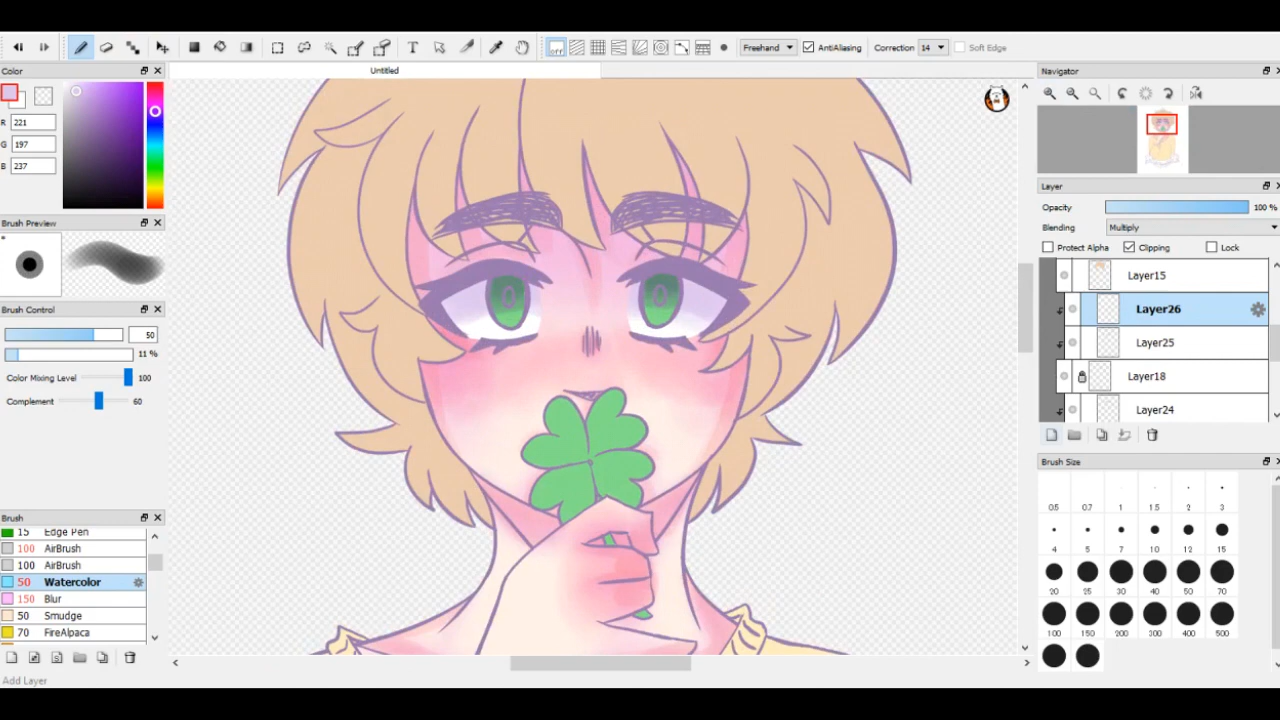 T
off
Freehand
AntiAliasing
Correction
14
Soft Edge
Color
Untitled
Navigator
R
221
G
197
B
237
Layer
Opacity
100 %
Blending
Multiply
Protect Alpha
Clipping
Lock
Brush Preview
*
Layer15
Layer26
Layer25
Layer18
Layer24
Brush Control
50
11 %
Color Mixing Level
100
Complement
60
Brush Size
0.5 0.7 1 1.5 2 3
4 5 7 10 12 15
20 25 30 40 50 70
100 150 200 300 400 500
Brush
15 Edge Pen
100 AirBrush
100 AirBrush
50 Watercolor
150 Blur
50 Smudge
70 FireAlpaca
Add Layer